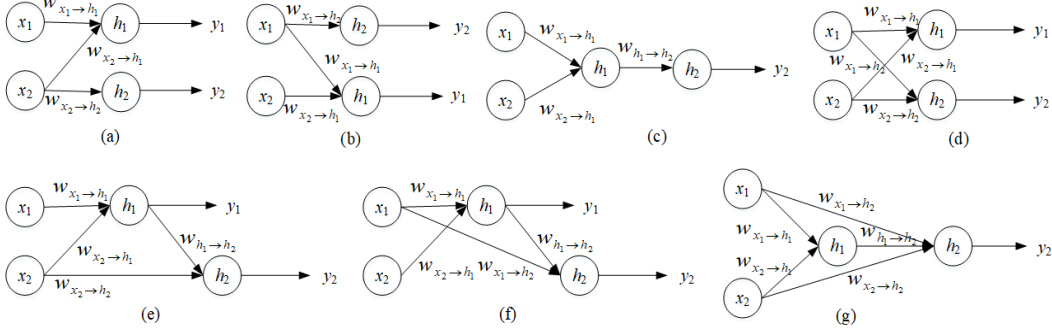 x₁ w_{x₁→h₁} h₁ y₁
w_{x₂→h₁}
x₂ w_{x₂→h₂} h₂ y₂
(a)
x₁ w_{x₁→h₂} h₂ y₂
w_{x₁→h₁}
x₂ w_{x₂→h₁} h₁ y₁
(b)
x₁ w_{x₁→h₁}
h₁ w_{h₁→h₂} h₂ y₂
x₂ w_{x₂→h₁}
(c)
x₁ w_{x₁→h₁} h₁ y₁
w_{x₁→h₂} w_{x₂→h₁}
x₂ w_{x₂→h₂} h₂ y₂
(d)
x₁ w_{x₁→h₁} h₁ y₁
w_{x₂→h₁} w_{h₁→h₂}
x₂ w_{x₂→h₂} h₂ y₂
(e)
x₁ w_{x₁→h₁} h₁ y₁
w_{h₁→h₂}
x₂ w_{x₂→h₁} w_{x₁→h₂} h₂ y₂
(f)
x₁ w_{x₁→h₂}
w_{x₁→h₁} h₁ w_{h₁→h₂} h₂ y₂
w_{x₂→h₁}
x₂ w_{x₂→h₂}
(g)